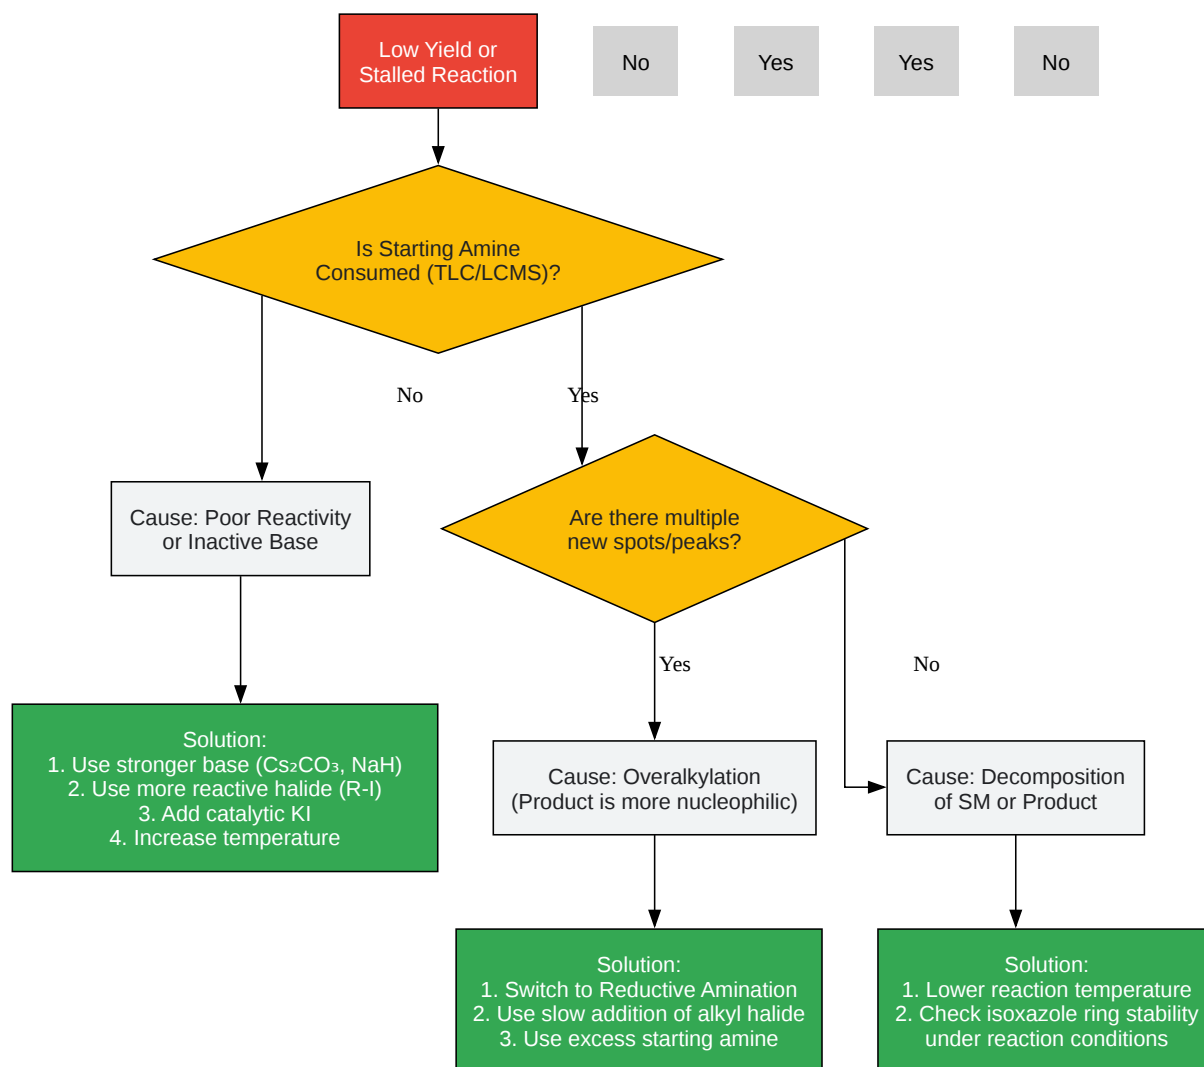 Low Yield or
Stalled Reaction
No
Yes
Yes
No
Is Starting Amine
Consumed (TLC/LCMS)?
No
Yes
Cause: Poor Reactivity
or Inactive Base
Are there multiple
new spots/peaks?
Yes
No
Solution:
1. Use stronger base (Cs₂CO₃, NaH)
2. Use more reactive halide (R-I)
3. Add catalytic KI
4. Increase temperature
Cause: Overalkylation
(Product is more nucleophilic)
Cause: Decomposition
of SM or Product
Solution:
1. Switch to Reductive Amination
2. Use slow addition of alkyl halide
3. Use excess starting amine
Solution:
1. Lower reaction temperature
2. Check isoxazole ring stability
under reaction conditions